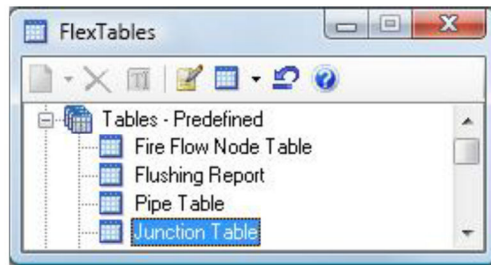 FlexTables
Tables - Predefined
Fire Flow Node Table
Flushing Report
Pipe Table
Junction Table